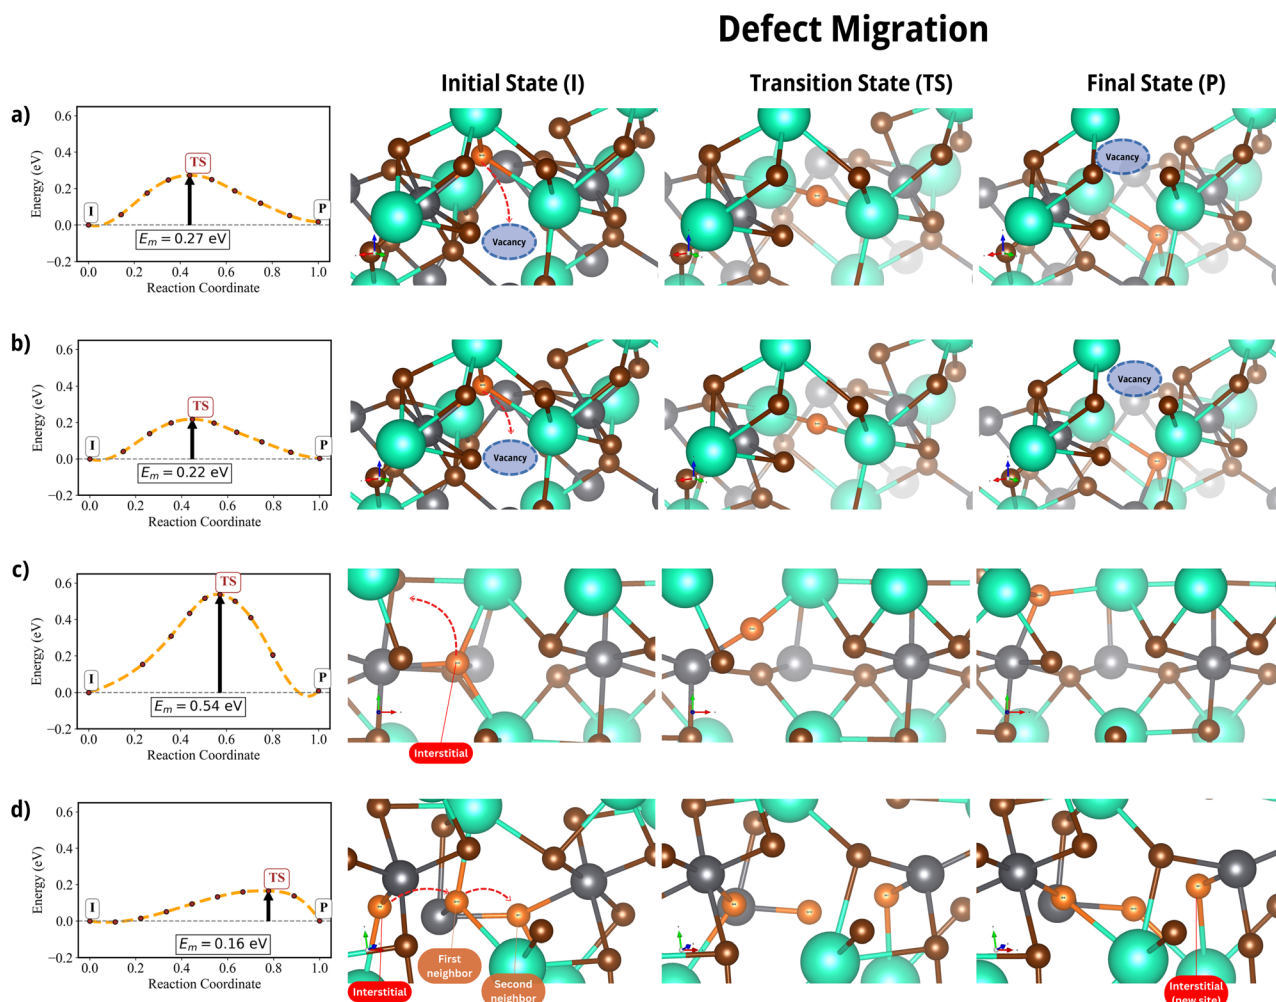 Defect Migration
Initial State (I)
Transition State (TS)
Final State (P)
a)
0.6
0.4
0.2
0.0
−0.2
Energy (eV)
I
TS
P
E_m = 0.27 eV
0.0 0.2 0.4 0.6 0.8 1.0
Reaction Coordinate
Vacancy
Vacancy
b)
0.6
0.4
0.2
0.0
−0.2
Energy (eV)
I
TS
P
E_m = 0.22 eV
0.0 0.2 0.4 0.6 0.8 1.0
Reaction Coordinate
Vacancy
Vacancy
c)
0.6
0.4
0.2
0.0
−0.2
Energy (eV)
I
TS
P
E_m = 0.54 eV
0.0 0.2 0.4 0.6 0.8 1.0
Reaction Coordinate
Interstitial
d)
0.6
0.4
0.2
0.0
−0.2
Energy (eV)
I
TS
P
E_m = 0.16 eV
0.0 0.2 0.4 0.6 0.8 1.0
Reaction Coordinate
Interstitial
First
neighbor
Second
neighbor
Interstitial
(new site)